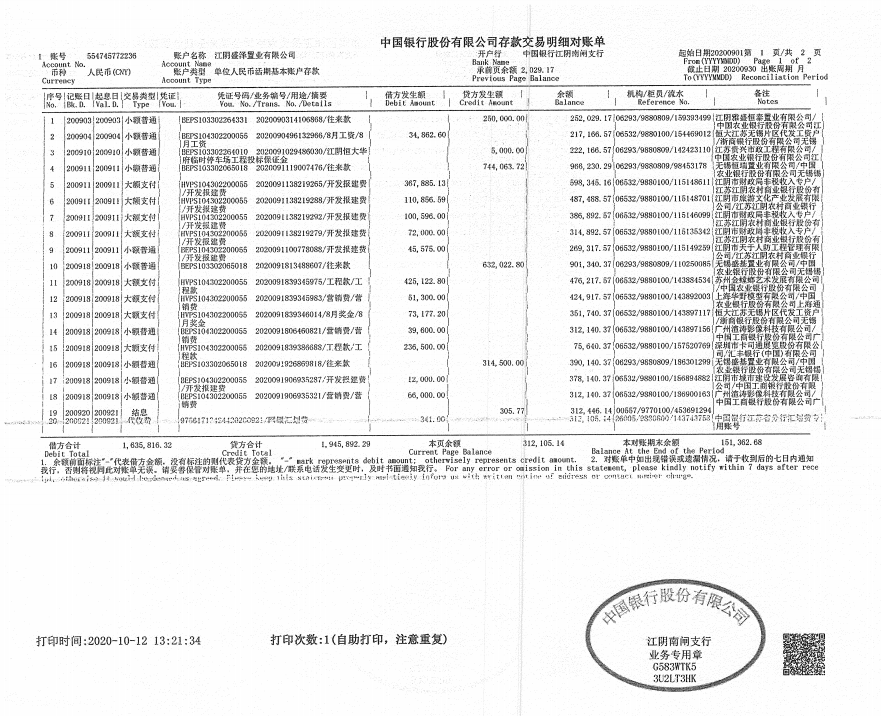 中国银行股份有限公司存款交易明细对账单
1 账号 554745772236 账户名称 江阴盛泽置业有限公司 开户行 中国银行江阴南闸支行 起始日期20200901第 1 页/共 2 页
Account No. Account Name Bank Name From(YYYYMMDD) Page 1 of 2
币种 人民币(CNY) 账户类型 单位人民币活期基本账户存款 承前页余额 2,029.17 截止日期 20200930 出账周期 月
Currency Account Type Previous Page Balance To(YYYYMMDD) Reconciliation Period
序号 记账日 起息日 交易类型 凭证 凭证号码/业务编号/用途/摘要 借方发生额 贷方发生额 余额 机构/柜员/流水 备注
No. Bk.D. Val.D. Type Vou. Vou. No./Trans. No./Details Debit Amount Credit Amount Balance Reference No. Notes
1 200903 200903 小额普通 BEPS103302264331 2020090314106868/往来款 250,000.00 252,029.17 06293/9880809/159393499 江阴雅盛恒泰置业有限公司/
中国农业银行股份有限公司江
2 200904 200904 小额普通 BEPS104302200055 2020090496132966/8月工资/8 34,862.60 217,166.57 06532/9880100/154469012 恒大江苏无锡片区代发工资户
月工资 /浙商银行股份有限公司无锡
3 200910 200910 小额普通 BEPS103302264010 2020091029486030/江阴恒大华 5,000.00 222,166.57 06293/9880809/142423110 江苏贵兴市政工程有限公司/
府临时停车场工程投标保证金 中国农业银行股份有限公司江
4 200911 200911 小额普通 BEPS103302065018 2020091119007476/往来款 744,063.72 966,230.29 06293/9880809/98453178 无锡恒瑞置业有限公司/中国
农业银行股份有限公司无锡锡
5 200911 200911 大额支付 HVPS104302200055 2020091138219265/开发报建费 367,885.13 598,345.16 06532/9880100/115148611 江阴市财政局非税收入专户/
/开发报建费 江苏江阴农村商业银行股份有
6 200911 200911 大额支付 HVPS104302200055 2020091138219288/开发报建费 110,856.59 487,488.57 06532/9880100/115148701 江阴市旅游文化产业发展有限
/开发报建费 公司/江苏江阴农村商业银行
7 200911 200911 大额支付 HVPS104302200055 2020091138219292/开发报建费 100,596.00 386,892.57 06532/9880100/115146099 江阴市财政局非税收入专户/
/开发报建费 江苏江阴农村商业银行股份有
8 200911 200911 大额支付 HVPS104302200055 2020091138219279/开发报建费 72,000.00 314,892.57 06532/9880100/115135342 江阴市财政局非税收入专户/
/开发报建费 江苏江阴农村商业银行股份有
9 200911 200911 小额普通 BEPS104302200055 2020091100778088/开发报建费 45,575.00 269,317.57 06532/9880100/115149259 江阴市天于人防工程管理有限
/开发报建费 公司/江苏江阴农村商业银行
10 200918 200918 小额普通 BEPS103302065018 2020091813488607/往来款 632,022.80 901,340.37 06293/9880809/110250085 无锡盛基置业有限公司/中国
农业银行股份有限公司无锡锡
11 200918 200918 大额支付 HVPS104302200055 2020091839345975/工程款/工 425,122.80 476,217.57 06532/9880100/143884534 苏州金螳螂艺术发展有限公司
程款 /中国农业银行股份有限公司
12 200918 200918 大额支付 HVPS104302200055 2020091839345983/营销费/营 51,300.00 424,917.57 06532/9880100/143892003 上海华野模型有限公司/中国
销费 农业银行股份有限公司上海通
13 200918 200918 大额支付 HVPS104302200055 2020091839346014/8月奖金/8 73,177.20 351,740.37 06532/9880100/143897117 恒大江苏无锡片区代发工资户
月奖金 /浙商银行股份有限公司无锡
14 200918 200918 小额普通 BEPS104302200055 2020091806460821/营销费/营 39,600.00 312,140.37 06532/9880100/143897156 广州渲涛影像科技有限公司/
销费 中国工商银行股份有限公司广
15 200918 200918 大额支付 HVPS104302200055 2020091839386688/工程款/工 236,500.00 75,640.37 06532/9880100/157520769 深圳市卡司通展览股份有限公
程款 司/汇丰银行(中国)有限公司
16 200918 200918 小额普通 BEPS103302065018 2020091926869818/往来款 314,500.00 390,140.37 06293/9880809/186301299 无锡盛基置业有限公司/中国
农业银行股份有限公司无锡锡
17 200918 200918 小额普通 BEPS104302200055 2020091906935287/开发报建费 12,000.00 378,140.37 06532/9880100/156894882 江阴市城市建设发展咨询有限
/开发报建费 公司/中国工商银行股份有限
18 200918 200918 小额普通 BEPS104302200055 2020091906935321/营销费/营 66,000.00 312,140.37 06532/9880100/186900163 广州渲涛影像科技有限公司/
销费 中国工商银行股份有限公司广
19 200920 200921 结息 305.77 312,446.14 00557/9770100/453691294
20 200921 200921 341.00 312,105.14 用账号
借方合计 1,635,816.32 贷方合计 1,945,892.29 本页余额 312,105.14 本对账期末余额 151,362.68
Debit Total Credit Total Current Page Balance Balance At the End of the Period
1. 余额前面标注"-"代表借方金额，没有标注的则代表贷方金额。 "-" mark represents debit amount; otherwisely represents credit amount. 2. 对账单中如出现错误或遗漏情况，请于收到后的七日内通知
我行，否则将视同此对账单无误。请妥善保管对账单，并在您的地址/联系电话发生变更时，及时书面通知我行。 For any error or omission in this statement, please kindly notify within 7 days after rece
ipt, otherwise it would be deemed as agreed. Please keep this statement properly and timely inform us with written notice of address or contact number change.
打印时间:2020-10-12 13:21:34 打印次数:1(自助打印，注意重复)
中国银行股份有限公司
江阴南闸支行
业务专用章
G583WTK5
3U2LT3HK